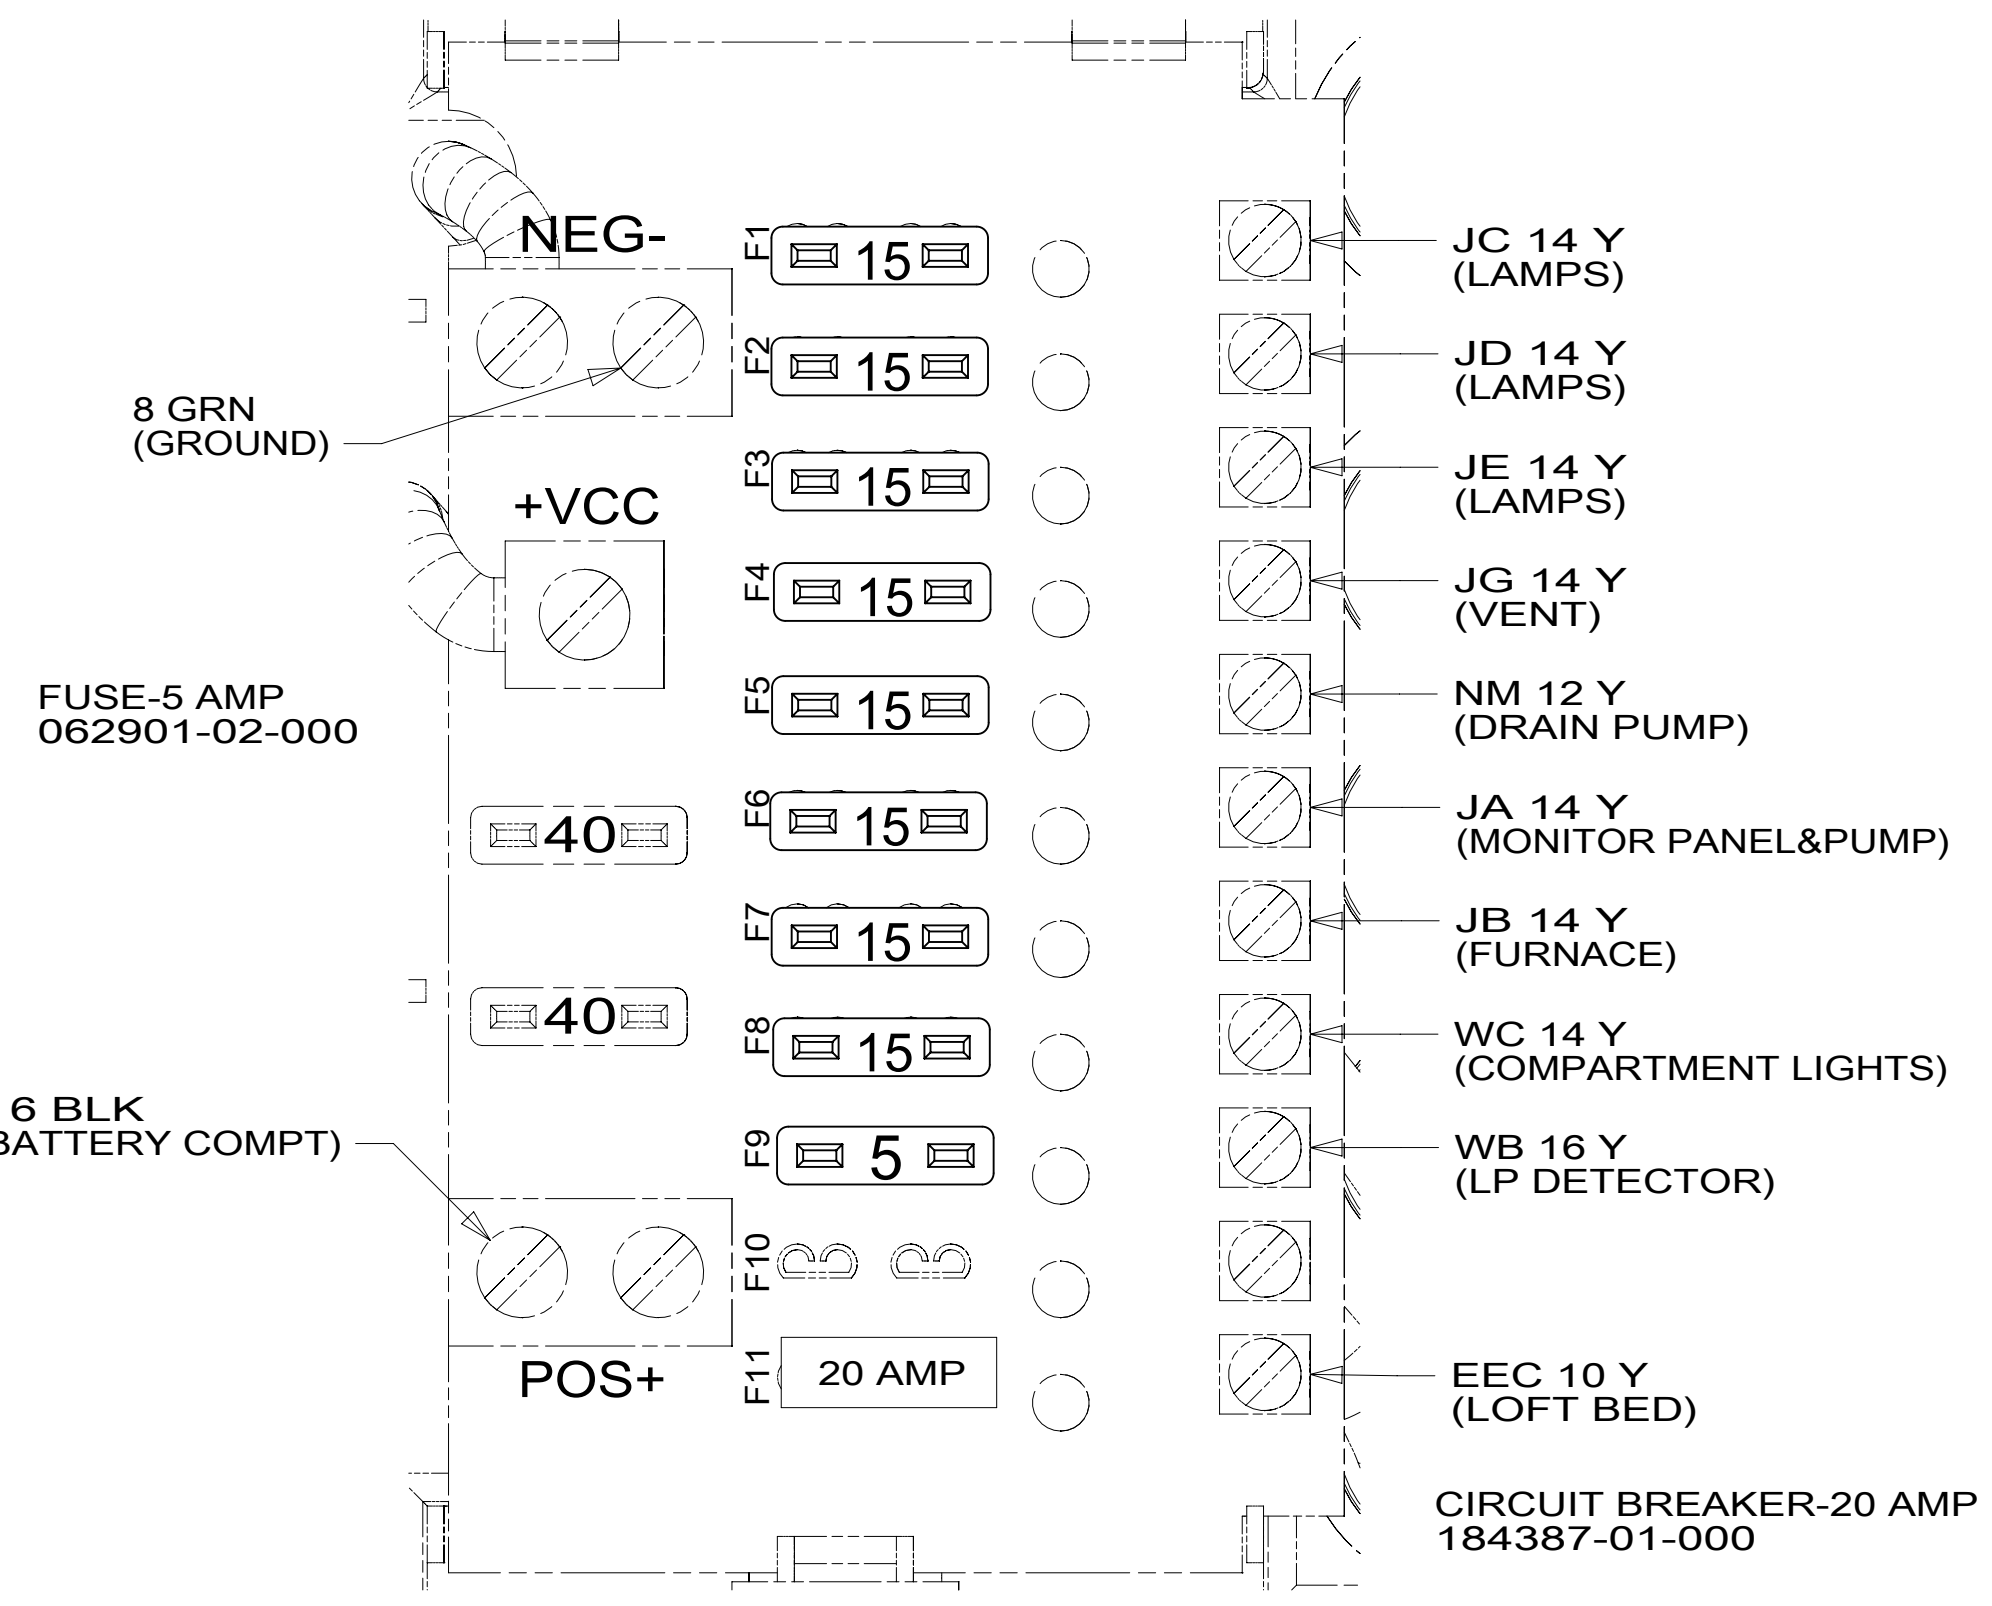 NEG-
8 GRN
(GROUND)
+VCC
FUSE-5 AMP
062901-02-000
40
40
6 BLK
BATTERY COMPT)
POS+
F1 15
F2 15
F3 15
F4 15
F5 15
F6 15
F7 15
F8 15
F9 5
F10
F11 20 AMP
JC 14 Y
(LAMPS)
JD 14 Y
(LAMPS)
JE 14 Y
(LAMPS)
JG 14 Y
(VENT)
NM 12 Y
(DRAIN PUMP)
JA 14 Y
(MONITOR PANEL&PUMP)
JB 14 Y
(FURNACE)
WC 14 Y
(COMPARTMENT LIGHTS)
WB 16 Y
(LP DETECTOR)
EEC 10 Y
(LOFT BED)
CIRCUIT BREAKER-20 AMP
184387-01-000